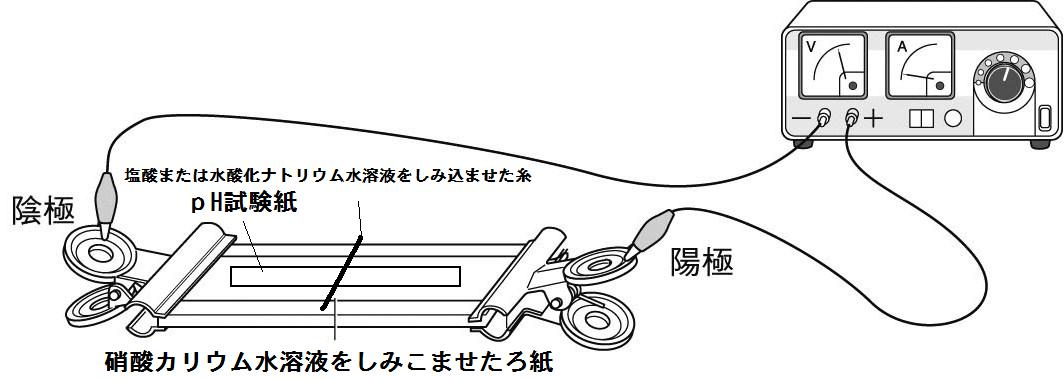 V
A
− +
塩酸または水酸化ナトリウム水溶液をしみ込ませた糸
pH試験紙
陰極
陽極
硝酸カリウム水溶液をしみこませたろ紙